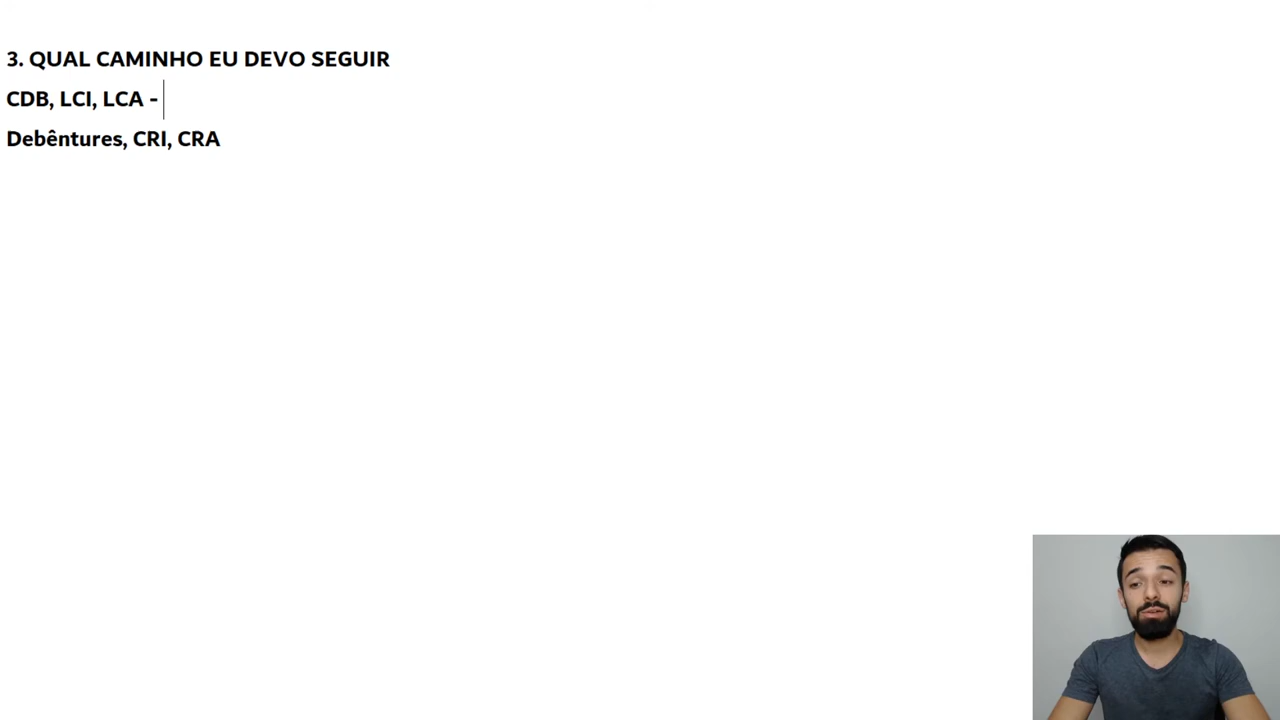 3. QUAL CAMINHO EU DEVO SEGUIR
CDB, LCI, LCA -
Debêntures, CRI, CRA